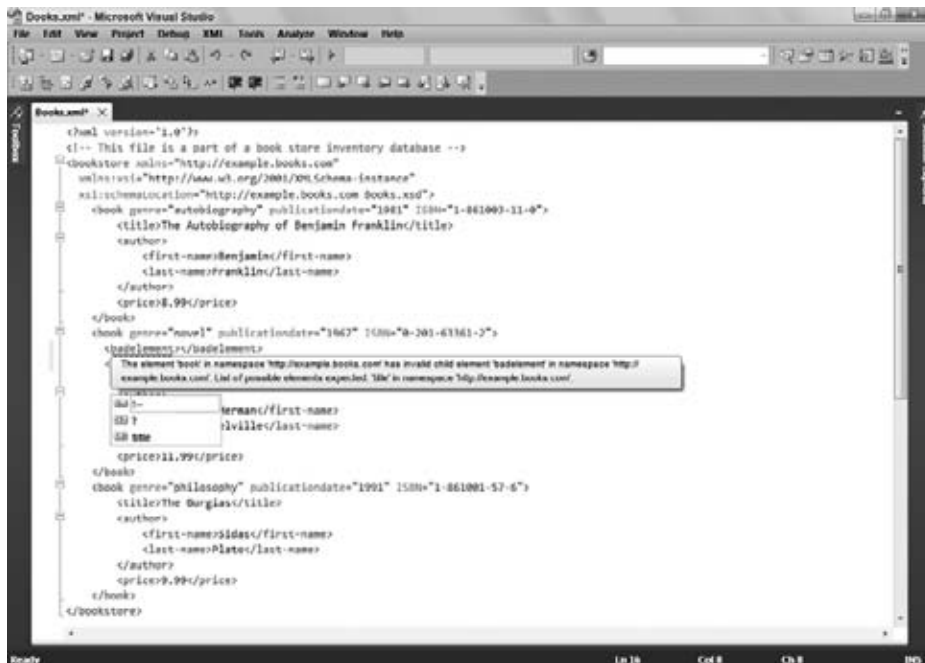 Books.xml* - Microsoft Visual Studio
File Edit View Project Debug XML Tools Analyze Window Help
Toolbox
Books.xml* X
<?xml version='1.0'?>
<!-- This file is a part of a book store inventory database -->
<bookstore xmlns="http://example.books.com"
xmlns:xsi="http://www.w3.org/2001/XMLSchema-instance"
xsi:schemaLocation="http://example.books.com Books.xsd">
<book genre="autobiography" publicationdate="1981" ISBN="1-861003-11-0">
<title>The Autobiography of Benjamin Franklin</title>
<author>
<first-name>Benjamin</first-name>
<last-name>Franklin</last-name>
</author>
<price>8.99</price>
</book>
<book genre="novel" publicationdate="1967" ISBN="0-201-63361-2">
<badelement></badelement>
<
The element 'book' in namespace 'http://example.books.com' has invalid child element 'badelement' in namespace 'http://
example.books.com'. List of possible elements expected: 'title' in namespace 'http://example.books.com'.
!--
?
title
erman</first-name>
elville</last-name>
<price>11.99</price>
</book>
<book genre="philosophy" publicationdate="1991" ISBN="1-861001-57-6">
<title>The Gorgias</title>
<author>
<first-name>Sidas</first-name>
<last-name>Plato</last-name>
</author>
<price>9.99</price>
</book>
</bookstore>
Ready Ln 16 Col 8 Ch 8 INS